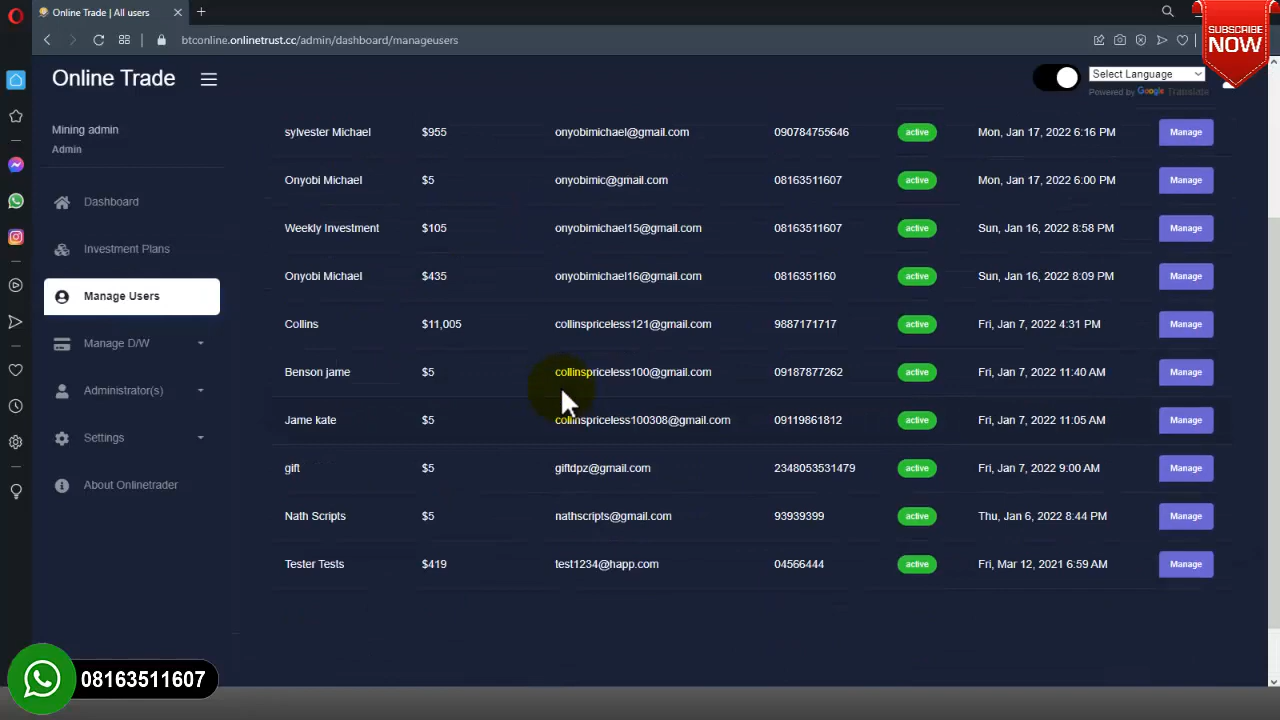 Online Trade | All users
SUBSCRIBE
NOW
btconline.onlinetrust.cc/admin/dashboard/manageusers
Online Trade
Select Language
Powered by Google Translate
Mining admin
Admin
Dashboard
Investment Plans
Manage Users
Manage D/W
Administrator(s)
Settings
About Onlinetrader
sylvester Michael $955 onyobimichael@gmail.com 090784755646 active Mon, Jan 17, 2022 6:16 PM Manage
Onyobi Michael $5 onyobimic@gmail.com 08163511607 active Mon, Jan 17, 2022 6:00 PM Manage
Weekly Investment $105 onyobimichael15@gmail.com 08163511607 active Sun, Jan 16, 2022 8:58 PM Manage
Onyobi Michael $435 onyobimichael16@gmail.com 0816351160 active Sun, Jan 16, 2022 8:09 PM Manage
Collins $11,005 collinspriceless121@gmail.com 9887171717 active Fri, Jan 7, 2022 4:31 PM Manage
Benson jame $5 collinspriceless100@gmail.com 09187877262 active Fri, Jan 7, 2022 11:40 AM Manage
Jame kate $5 collinspriceless100308@gmail.com 09119861812 active Fri, Jan 7, 2022 11:05 AM Manage
gift $5 giftdpz@gmail.com 2348053531479 active Fri, Jan 7, 2022 9:00 AM Manage
Nath Scripts $5 nathscripts@gmail.com 93939399 active Thu, Jan 6, 2022 8:44 PM Manage
Tester Tests $419 test1234@happ.com 04566444 active Fri, Mar 12, 2021 6:59 AM Manage
08163511607